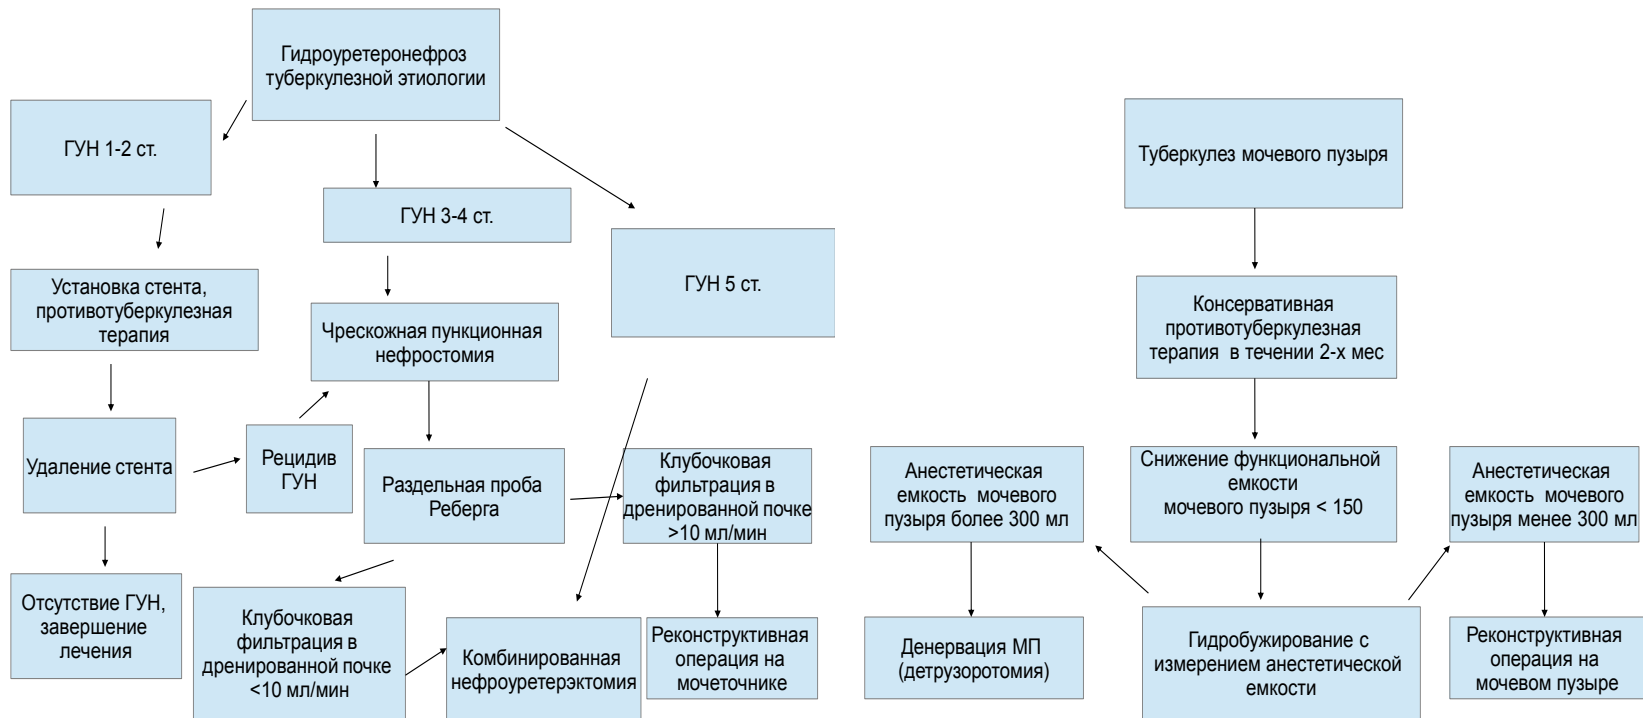 Гидроуретеронефроз
туберкулезной этиологии
ГУН 1-2 ст.
ГУН 3-4 ст.
ГУН 5 ст.
Установка стента,
противотуберкулезная
терапия
Чрескожная пункционная
нефростомия
Удаление стента
Рецидив
ГУН
Раздельная проба
Реберга
Клубочковая
фильтрация в
дренированной почке
>10 мл/мин
Отсутствие ГУН,
завершение
лечения
Клубочковая
фильтрация в
дренированной почке
<10 мл/мин
Комбинированная
нефроуретерэктомия
Реконструктивная
операция на
мочеточнике
Туберкулез мочевого пузыря
Консервативная
противотуберкулезная
терапия в течении 2-х мес
Анестетическая
емкость мочевого
пузыря более 300 мл
Снижение функциональной
емкости
мочевого пузыря < 150
Анестетическая
емкость мочевого
пузыря менее 300 мл
Денервация МП
(детрузоротомия)
Гидробужирование с
измерением анестетической
емкости
Реконструктивная
операция на
мочевом пузыре